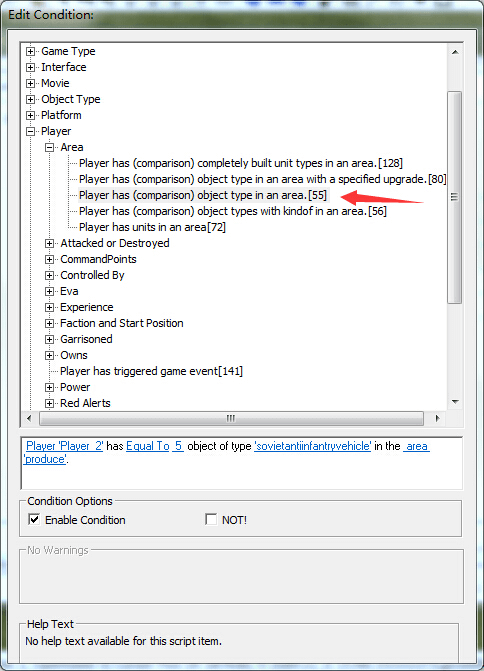 Edit Condition:
Game Type
Interface
Movie
Object Type
Platform
Player
Area
Player has (comparison) completely built unit types in an area.[128]
Player has (comparison) object type in an area with a specified upgrade.[80]
Player has (comparison) object type in an area.[55]
Player has (comparison) object types with kindof in an area.[56]
Player has units in an area[72]
Attacked or Destroyed
CommandPoints
Controlled By
Eva
Experience
Faction and Start Position
Garrisoned
Owns
Player has triggered game event[141]
Power
Red Alerts
Player 'Player_2' has Equal To 5 object of type 'sovietantiinfantryvehicle' in the area
'produce'.
Condition Options
Enable Condition
NOT!
No Warnings
Help Text
No help text available for this script item.